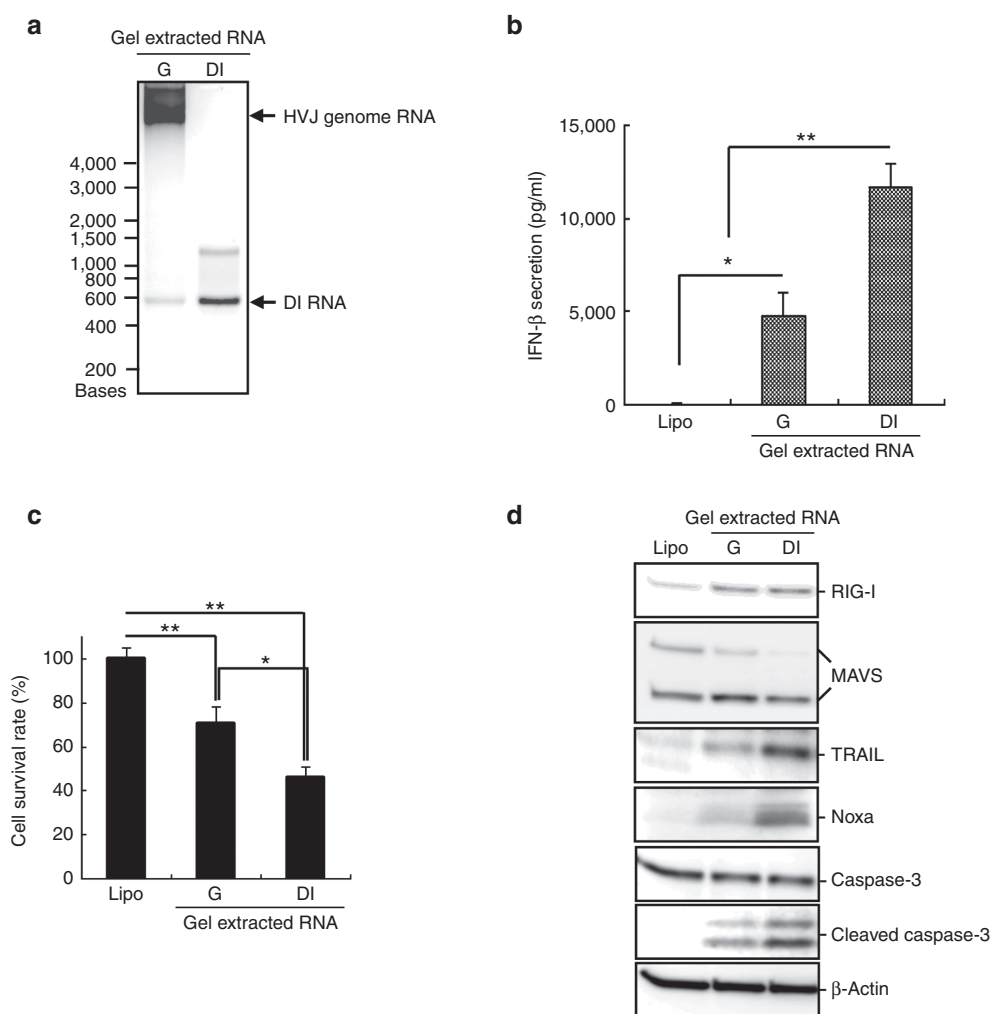 a
Gel extracted RNA
G DI
HVJ genome RNA
4,000
3,000
2,000
1,500
1,000
800
600
DI RNA
400
200
Bases
b
15,000
10,000
5,000
0
IFN-β secretion (pg/ml)
**
*
Lipo G DI
Gel extracted RNA
c
100
80
60
40
20
0
Cell survival rate (%)
**
**
*
Lipo G DI
Gel extracted RNA
d
Gel extracted RNA
Lipo G DI
RIG-I
MAVS
TRAIL
Noxa
Caspase-3
Cleaved caspase-3
β-Actin